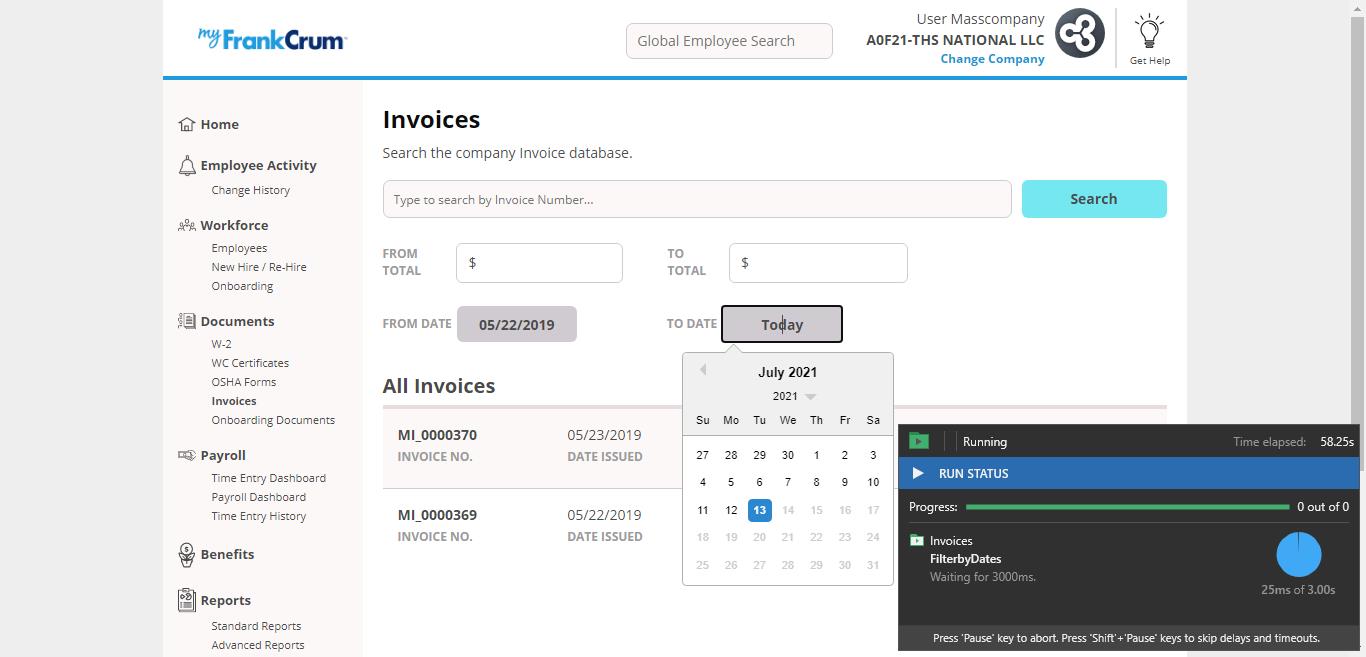 myFrankCrum
Global Employee Search
User Masscompany
A0F21-THS NATIONAL LLC
Change Company
Get Help
Home
Employee Activity
Change History
Workforce
Employees
New Hire / Re-Hire
Onboarding
Documents
W-2
WC Certificates
OSHA Forms
Invoices
Onboarding Documents
Payroll
Time Entry Dashboard
Payroll Dashboard
Time Entry History
Benefits
Reports
Standard Reports
Advanced Reports
Invoices
Search the company Invoice database.
Type to search by Invoice Number...
Search
FROM TOTAL
$
TO TOTAL
$
FROM DATE 05/22/2019
TO DATE Today
All Invoices
MI_0000370 05/23/2019
INVOICE NO. DATE ISSUED
MI_0000369 05/22/2019
INVOICE NO. DATE ISSUED
July 2021
2021
Su Mo Tu We Th Fr Sa
27 28 29 30 1 2 3
4 5 6 7 8 9 10
11 12 13 14 15 16 17
18 19 20 21 22 23 24
25 26 27 28 29 30 31
Running
Time elapsed: 58.25s
RUN STATUS
Progress: 0 out of 0
Invoices
FilterbyDates
Waiting for 3000ms.
25ms of 3.00s
Press 'Pause' key to abort. Press 'Shift'+'Pause' keys to skip delays and timeouts.